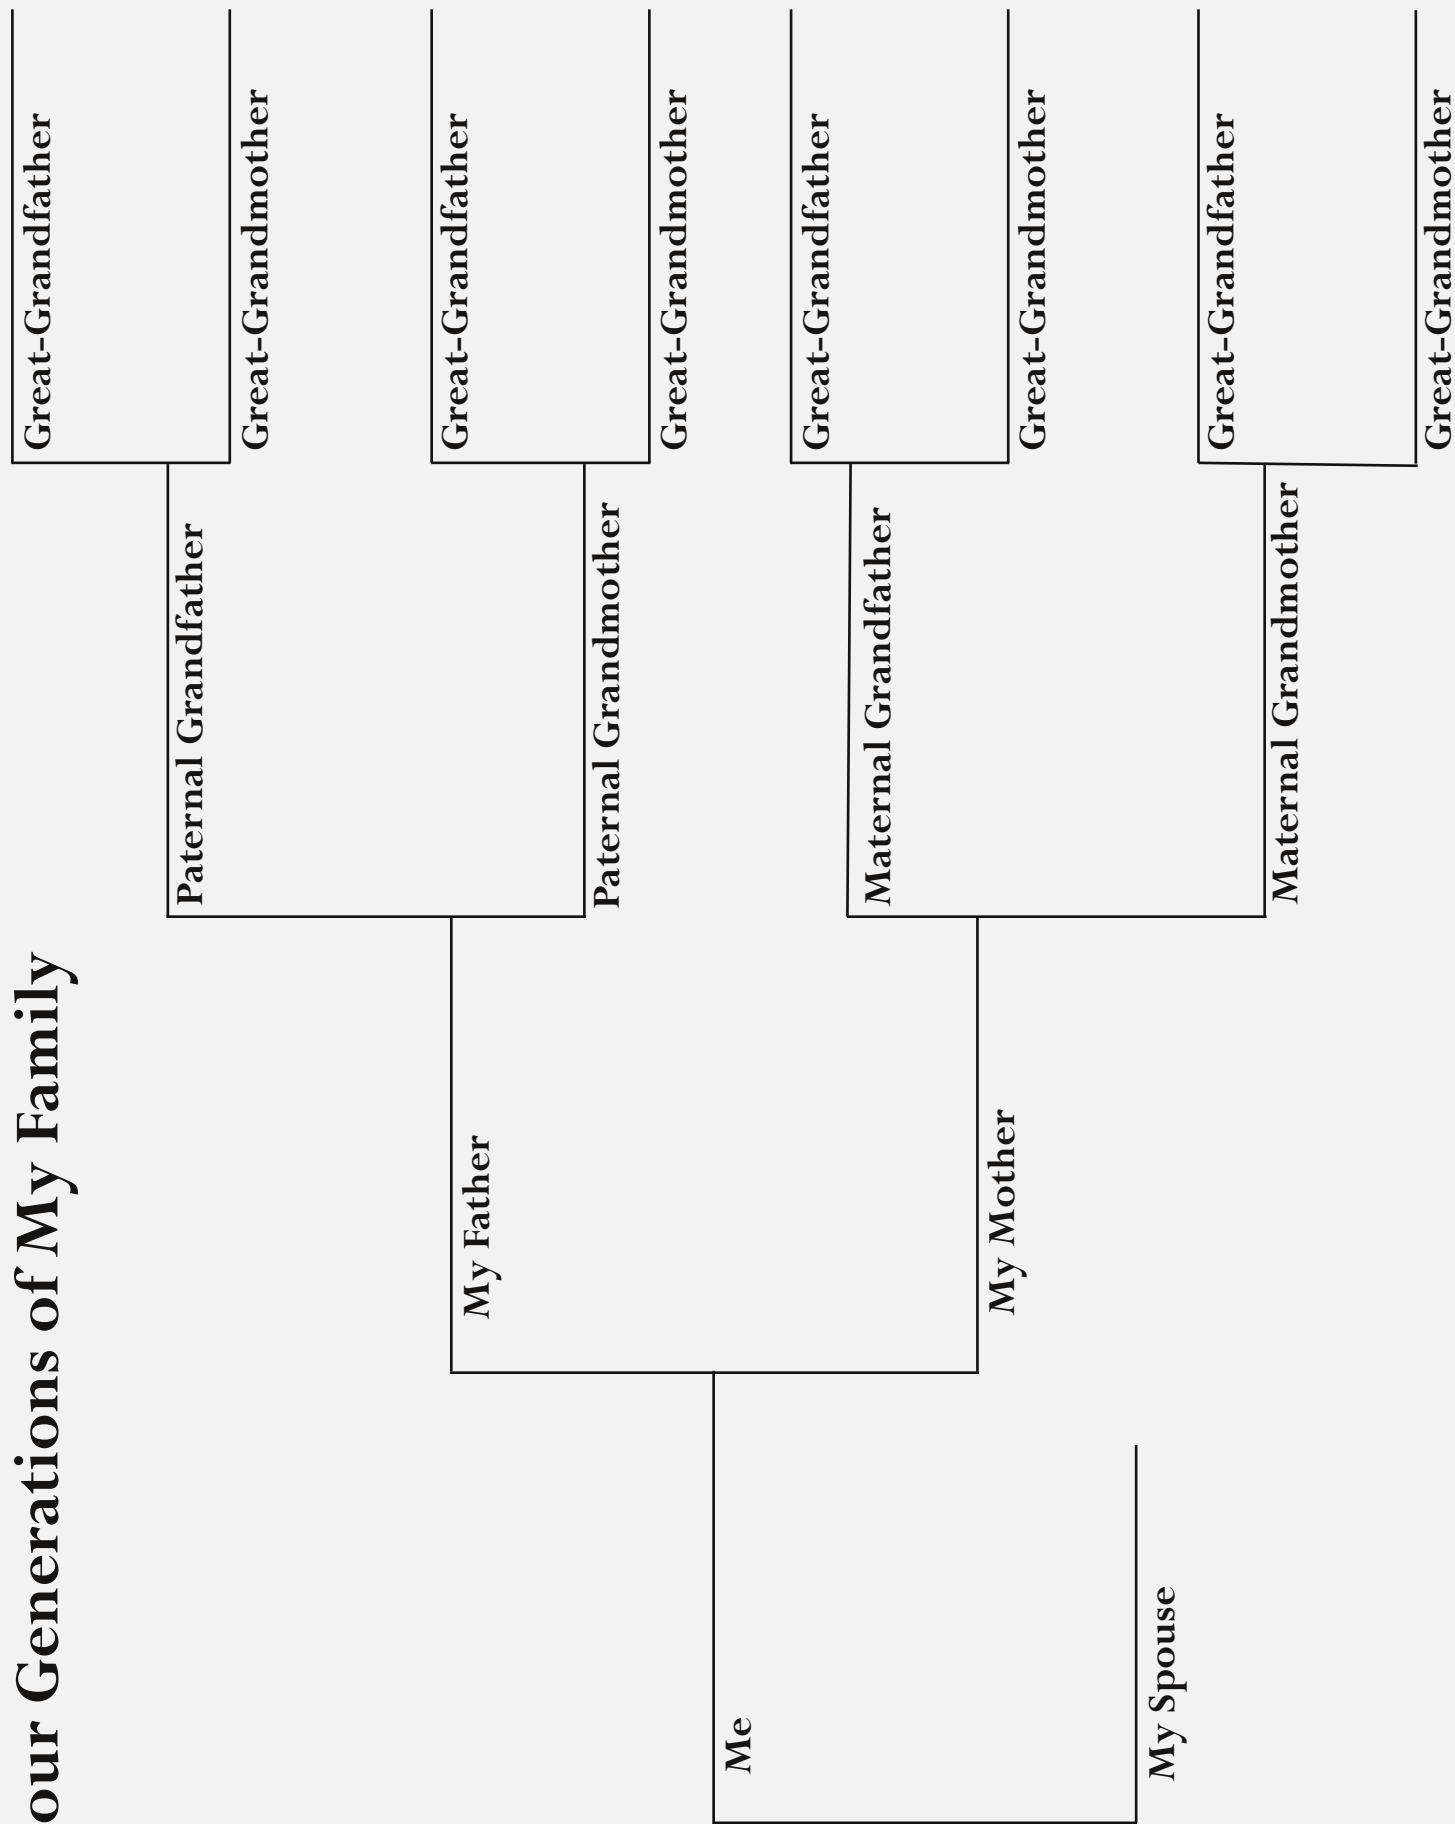 our Generations of My Family
Great-Grandfather
Great-Grandmother
Great-Grandfather
Great-Grandmother
Great-Grandfather
Great-Grandmother
Great-Grandfather
Great-Grandmother
Paternal Grandfather
Paternal Grandmother
Maternal Grandfather
Maternal Grandmother
My Father
My Mother
Me
My Spouse